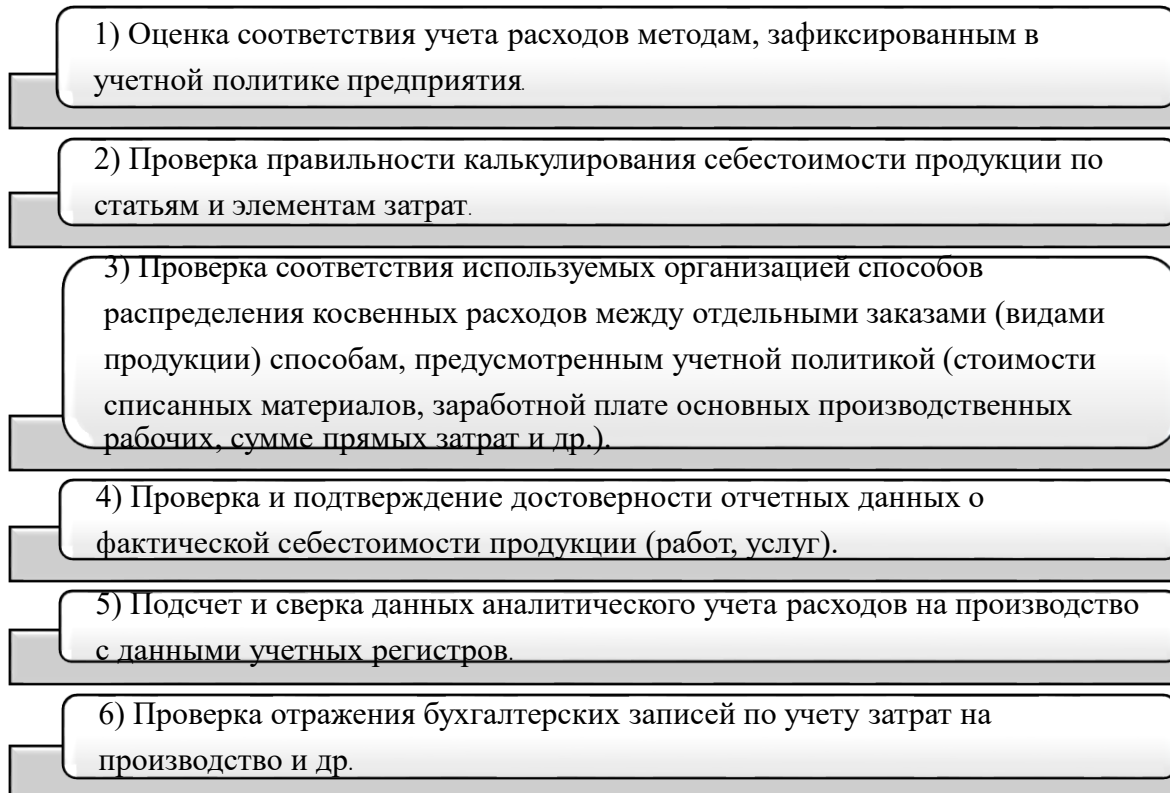 1) Оценка соответствия учета расходов методам, зафиксированным в
учетной политике предприятия.
2) Проверка правильности калькулирования себестоимости продукции по
статьям и элементам затрат.
3) Проверка соответствия используемых организацией способов
распределения косвенных расходов между отдельными заказами (видами
продукции) способам, предусмотренным учетной политикой (стоимости
списанных материалов, заработной плате основных производственных
рабочих, сумме прямых затрат и др.).
4) Проверка и подтверждение достоверности отчетных данных о
фактической себестоимости продукции (работ, услуг).
5) Подсчет и сверка данных аналитического учета расходов на производство
с данными учетных регистров.
6) Проверка отражения бухгалтерских записей по учету затрат на
производство и др.